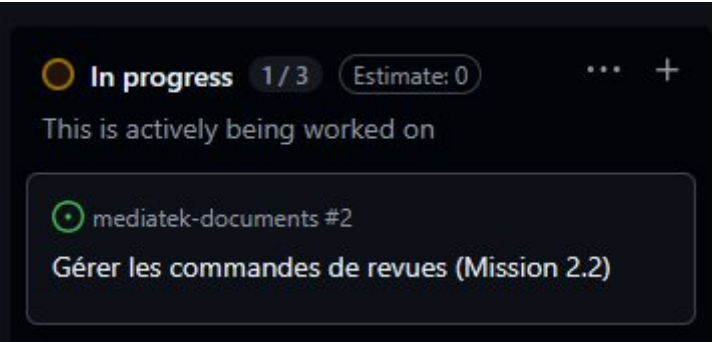 In progress 1 / 3 Estimate: 0
This is actively being worked on
mediatek-documents #2
Gérer les commandes de revues (Mission 2.2)